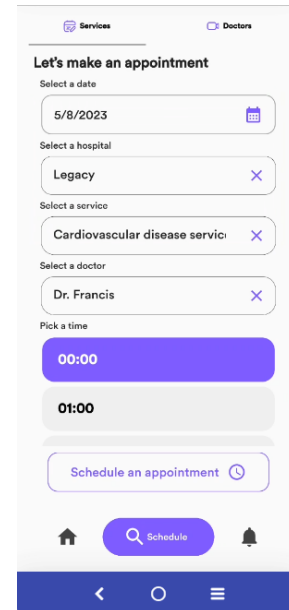 Services Doctors
Let's make an appointment
Select a date
5/8/2023
Select a hospital
Legacy
Select a service
Cardiovascular disease servic
Select a doctor
Dr. Francis
Pick a time
00:00
01:00
Schedule an appointment
Schedule